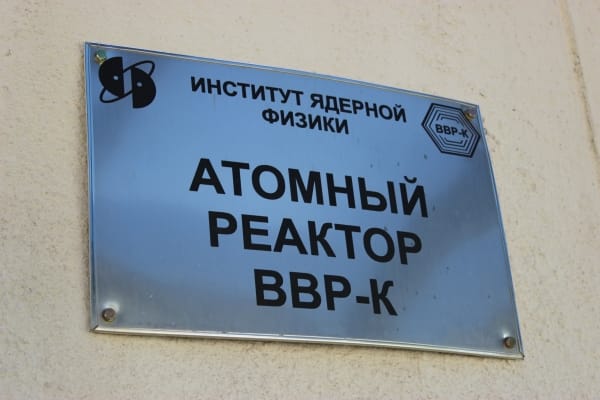 ИНСТИТУТ ЯДЕРНОЙ
ФИЗИКИ
ВВР-К
АТОМНЫЙ
РЕАКТОР
ВВР-К